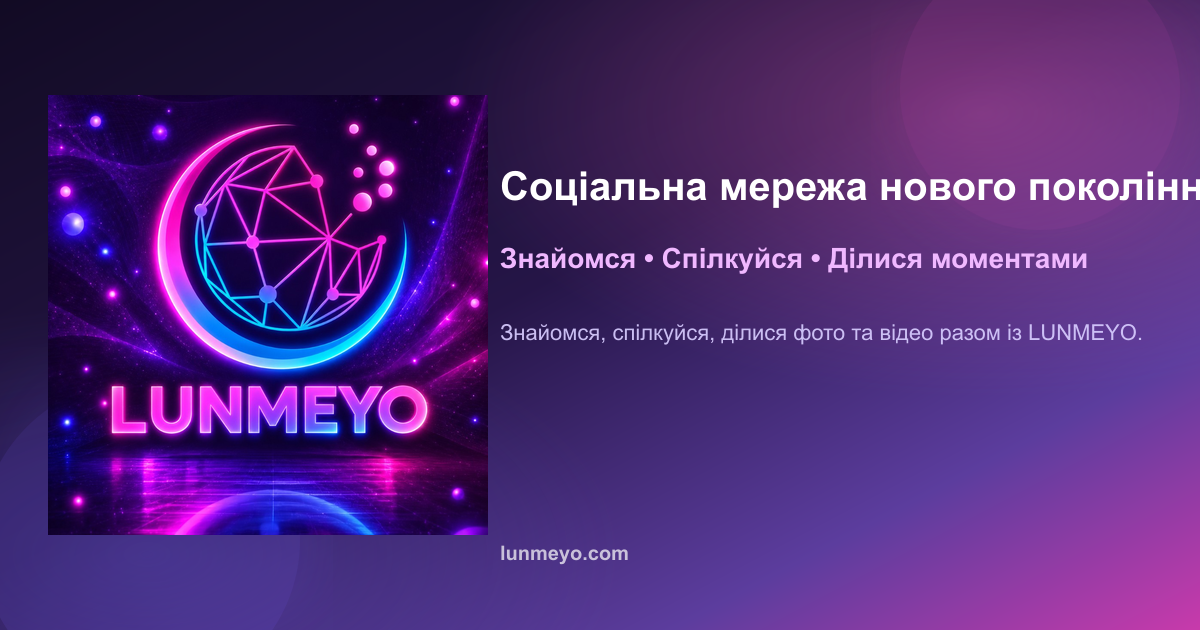 LUNMEYO
Соціальна мережа нового поколінн
Знайомся • Спілкуйся • Ділися моментами
Знайомся, спілкуйся, ділися фото та відео разом із LUNMEYO.
lunmeyo.com